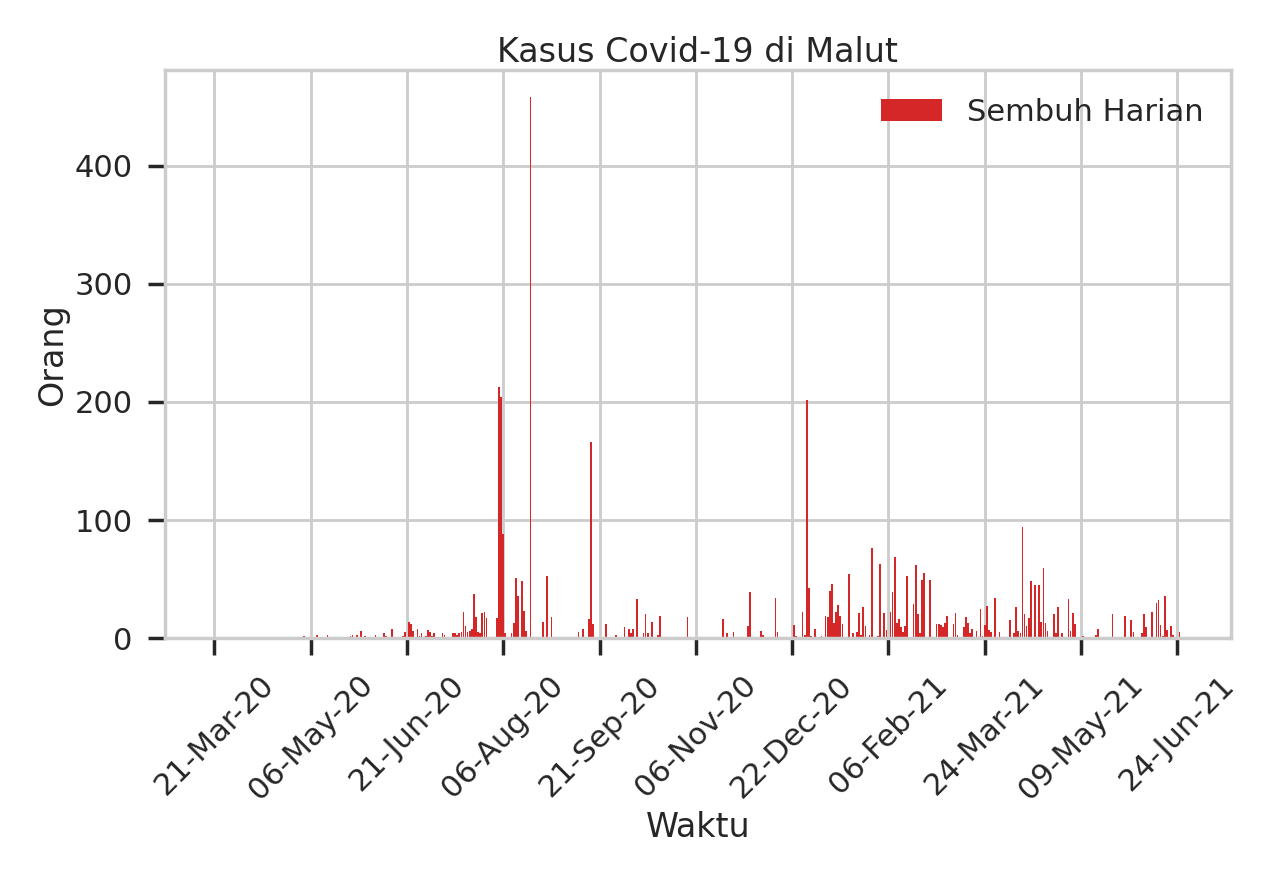 Kasus Covid-19 di Malut
Sembuh Harian
Orang
400
300
200
100
0
21-Mar-20
06-May-20
21-Jun-20
06-Aug-20
21-Sep-20
06-Nov-20
22-Dec-20
06-Feb-21
24-Mar-21
09-May-21
24-Jun-21
Waktu